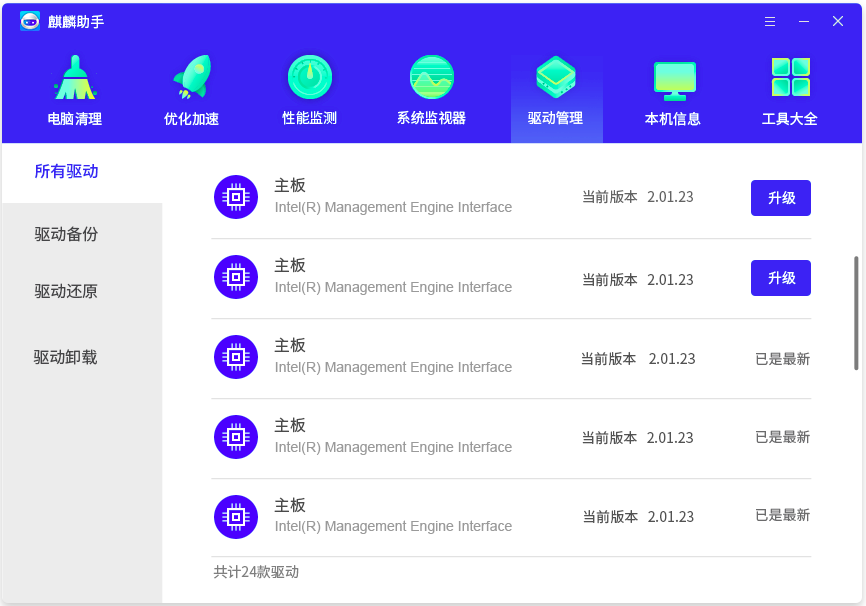 麒麟助手
电脑清理 优化加速 性能监测 系统监视器 驱动管理 本机信息 工具大全
所有驱动
驱动备份
驱动还原
驱动卸载
主板
Intel(R) Management Engine Interface
当前版本 2.01.23
升级
主板
Intel(R) Management Engine Interface
当前版本 2.01.23
升级
主板
Intel(R) Management Engine Interface
当前版本 2.01.23
已是最新
主板
Intel(R) Management Engine Interface
当前版本 2.01.23
已是最新
主板
Intel(R) Management Engine Interface
当前版本 2.01.23
已是最新
共计24款驱动